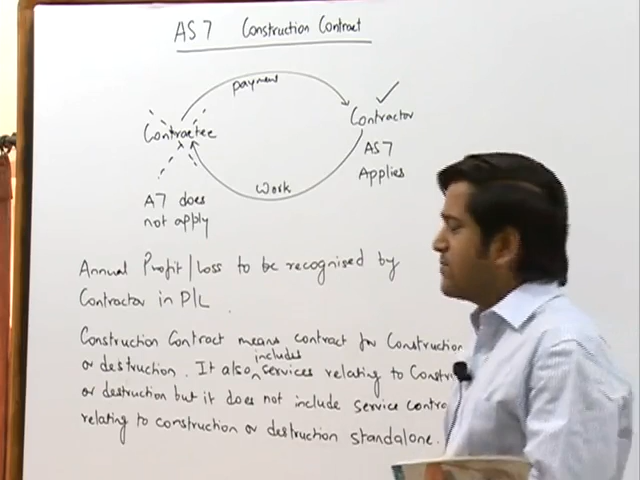 AS 7 Construction Contract
payment
Contractee
Contractor
AS 7
Applies
Work
A7 does
not apply
Annual Profit/Loss to be recognised by
Contractor in P/L.
Construction Contract means contract for Construction
or destruction. It also includes services relating to Constr
or destruction but it does not include service contra
relating to construction or destruction standalone.